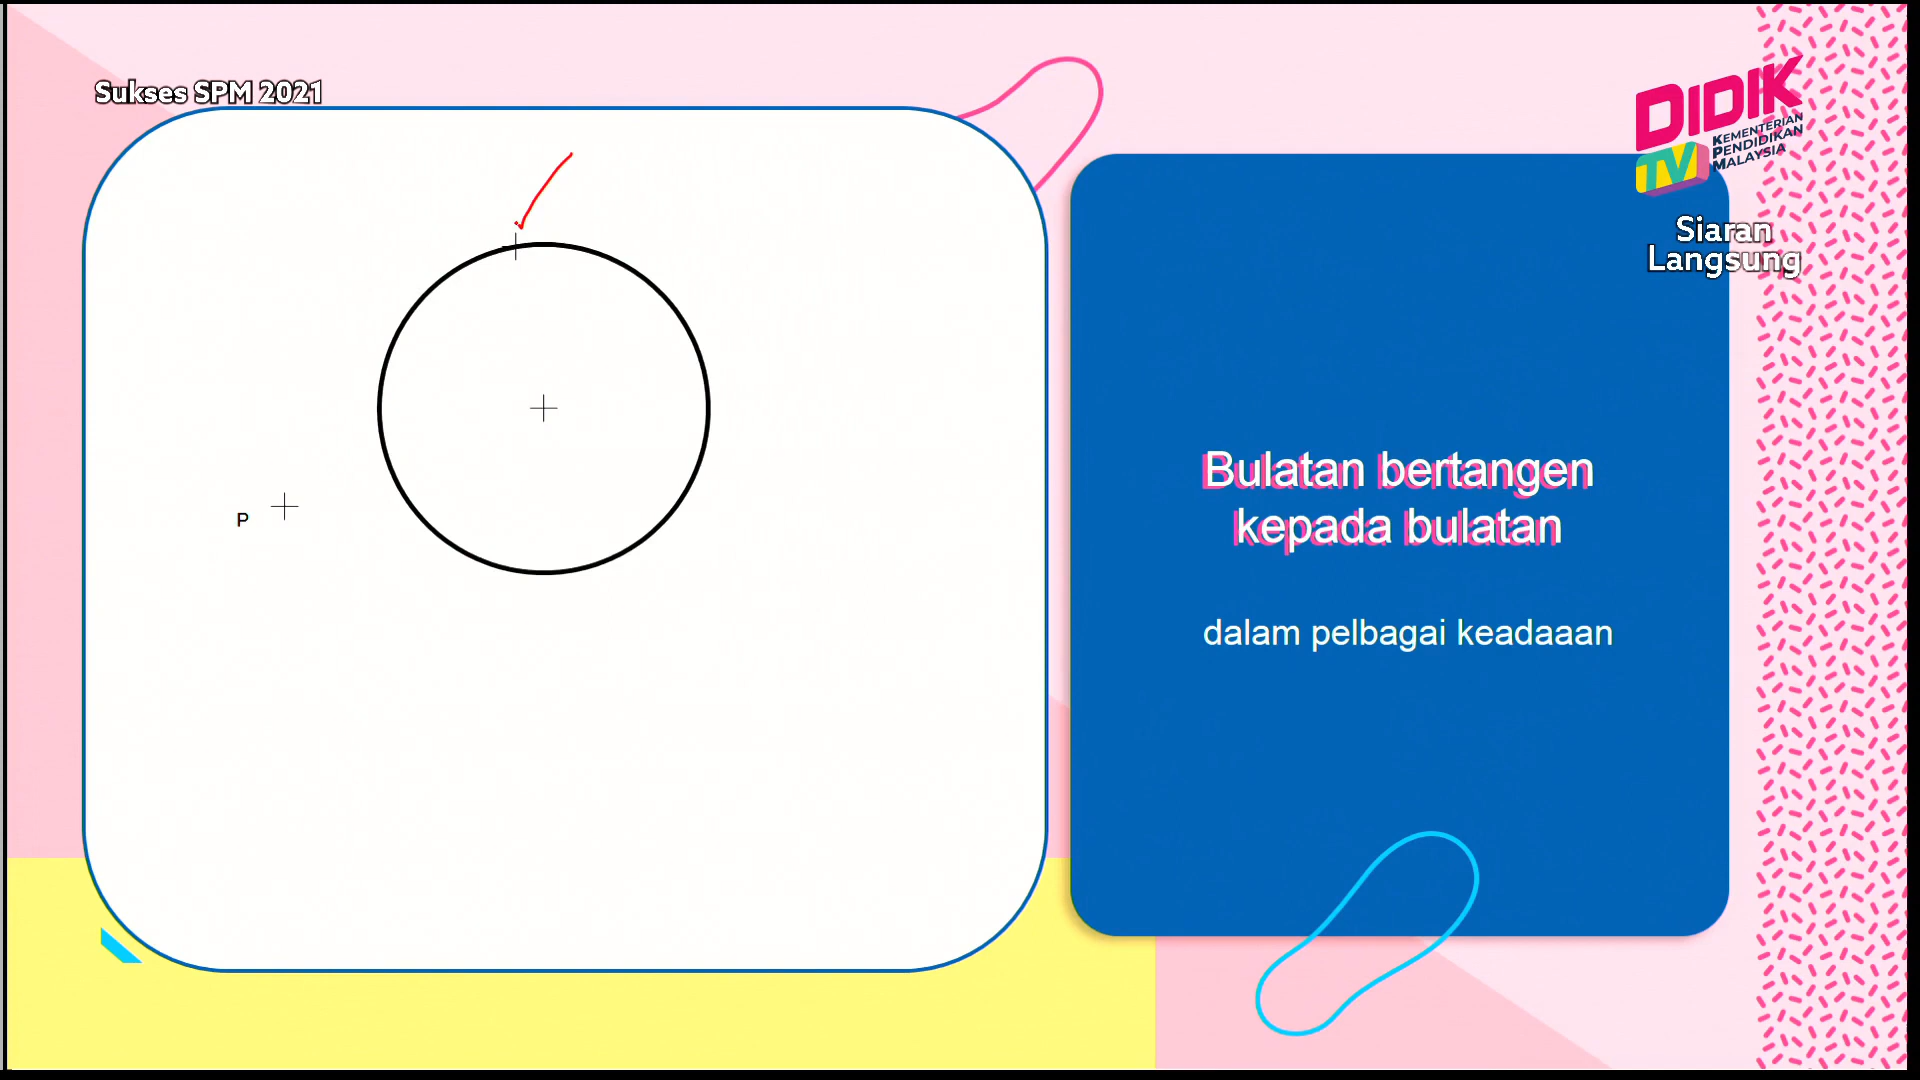 Sukses SPM 2021
DIDIK
TV
KEMENTERIAN
PENDIDIKAN
MALAYSIA
Siaran
Langsung
P
Bulatan bertangen
kepada bulatan
dalam pelbagai keadaaan